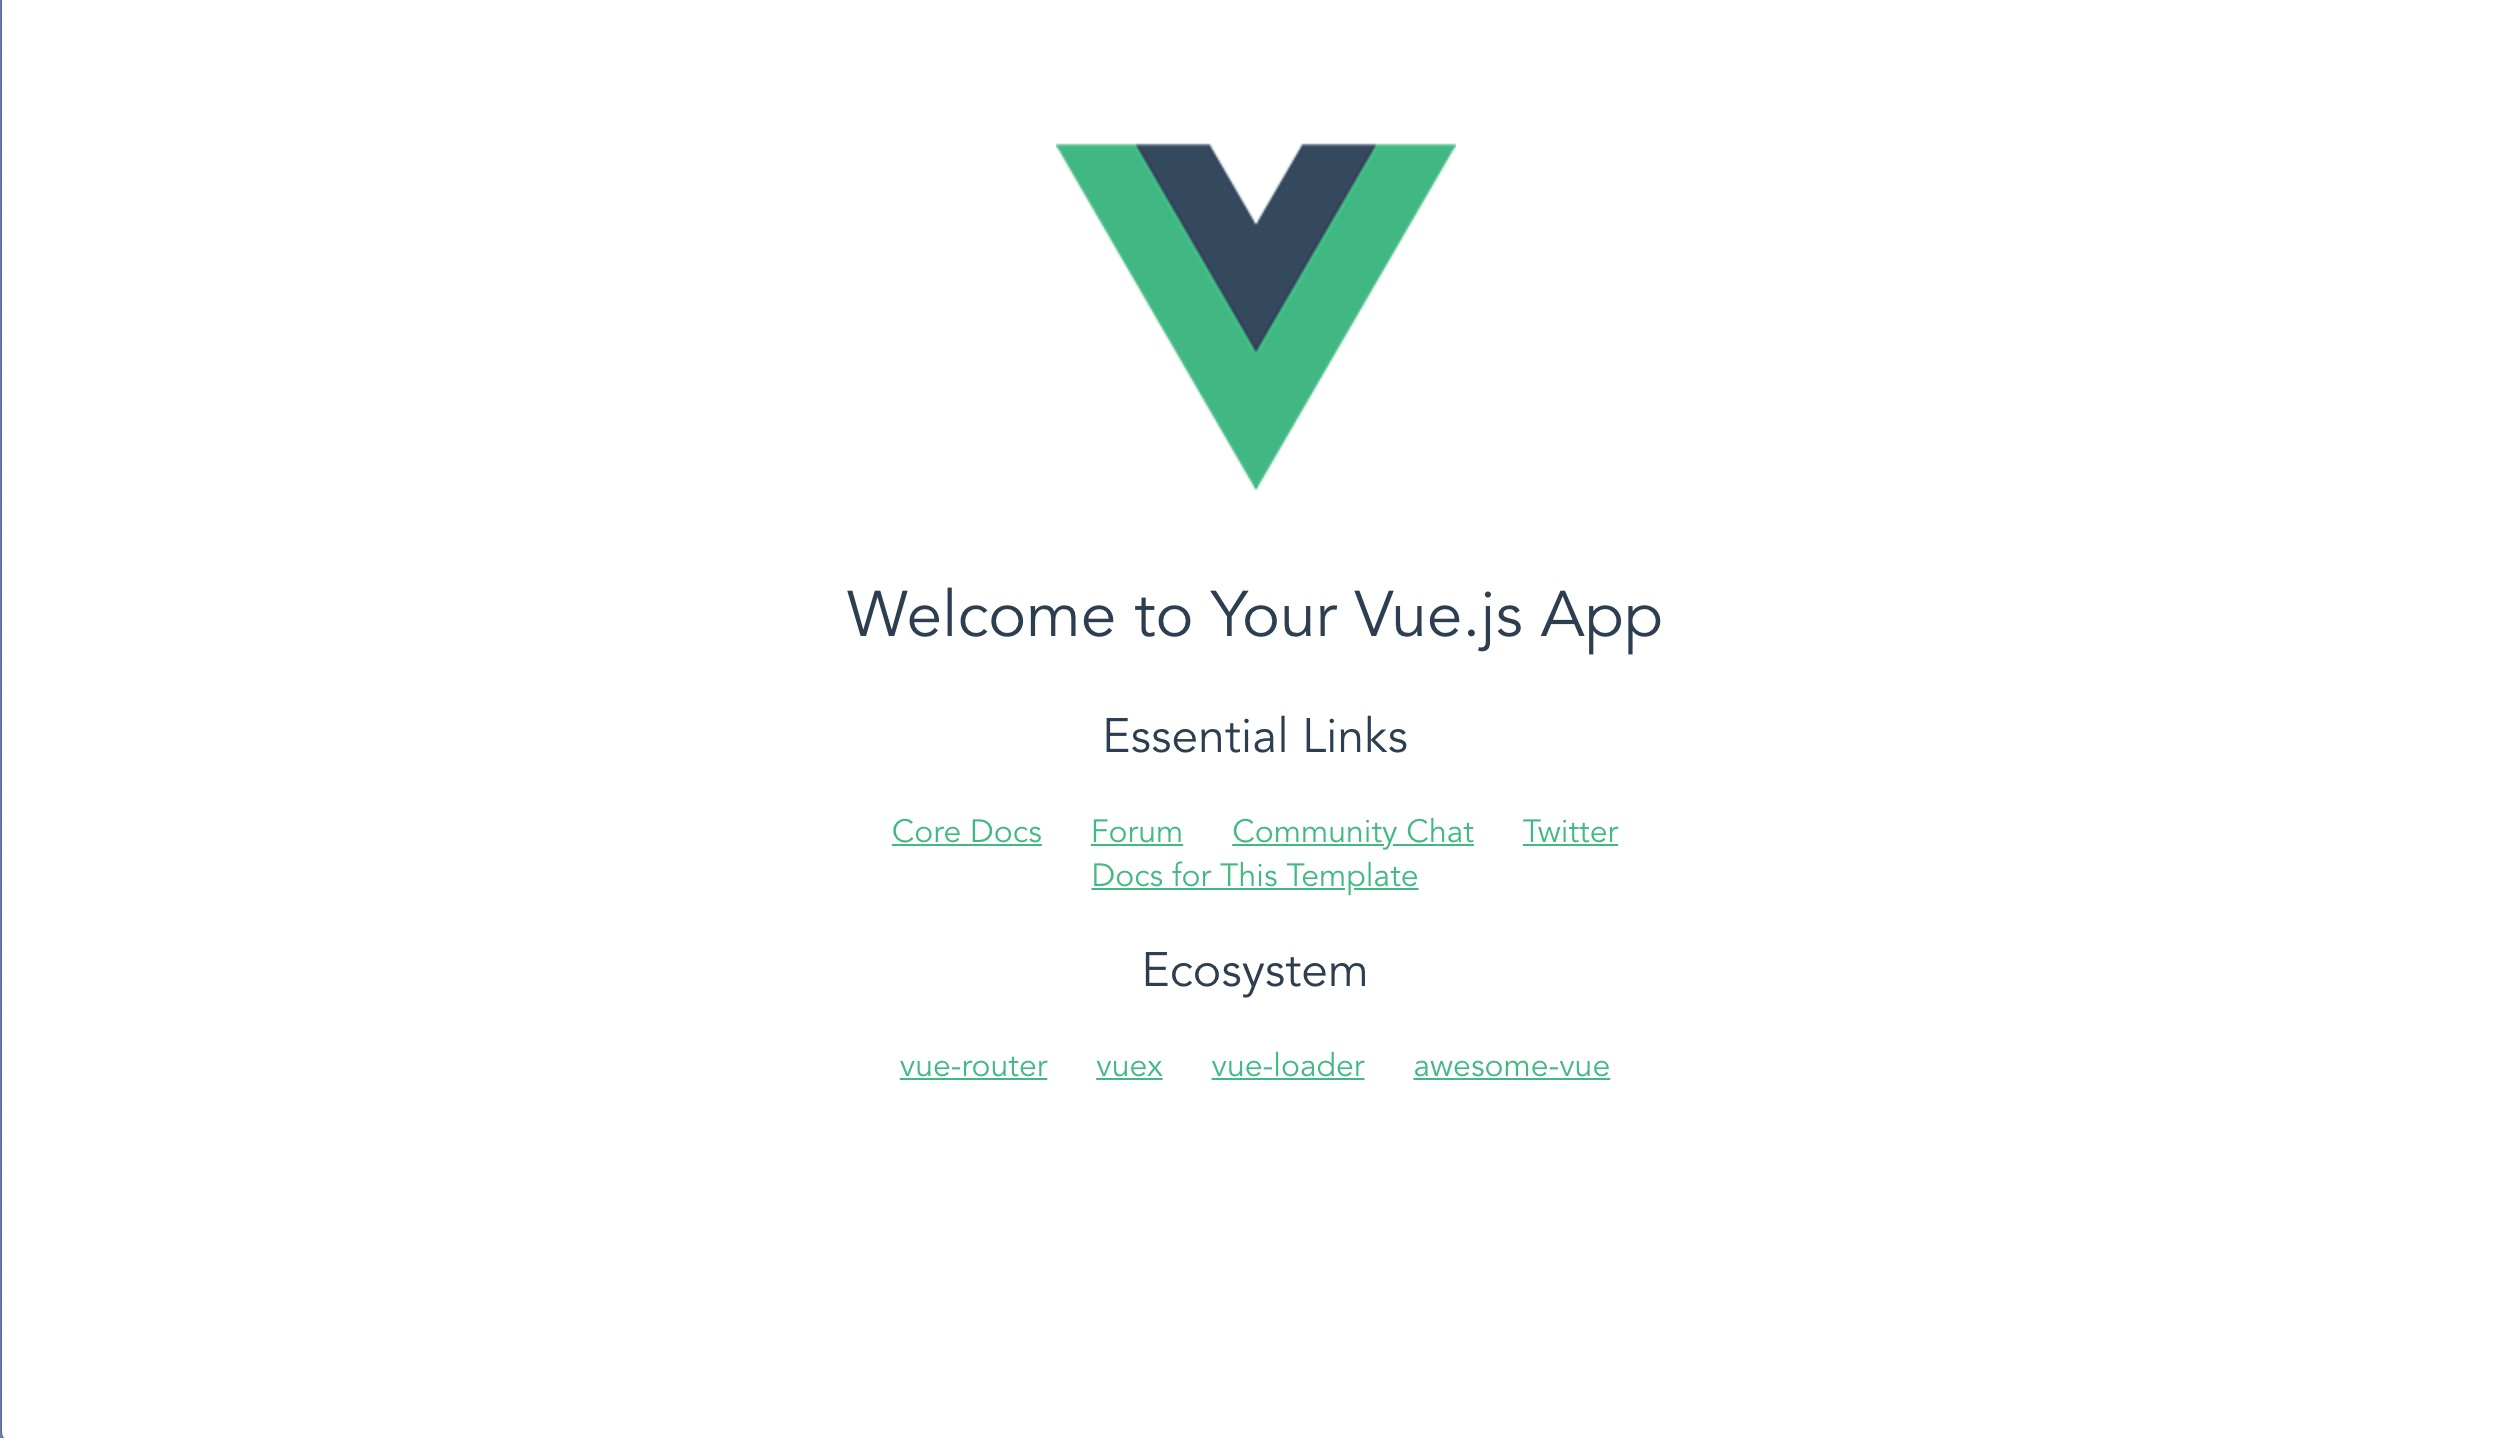 Welcome to Your Vue.js App
Essential Links
Core Docs Forum Community Chat Twitter
Docs for This Template
Ecosystem
vue-router vuex vue-loader awesome-vue